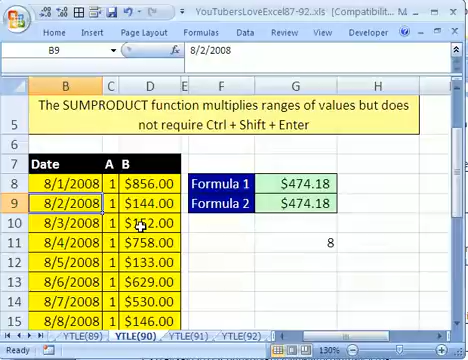 YouTubersLoveExcel87-92...xls [Compatibilit...
Home Insert Page Layout Formulas Data Review View Developer
B9 fx 8/2/2008
B C D E F G H
5 The SUMPRODUCT function multiplies ranges of values but does
not require Ctrl + Shift + Enter
6
7 Date A B
8 8/1/2008 1 $856.00 Formula 1 $474.18
9 8/2/2008 1 $144.00 Formula 2 $474.18
10 8/3/2008 1 $152.00
11 8/4/2008 1 $758.00 8
12 8/5/2008 1 $133.00
13 8/6/2008 1 $629.00
14 8/7/2008 1 $530.00
15 8/8/2008 1 $146.00
YTLE(89) YTLE(90) YTLE(91) YTLE(92)
Ready 130%